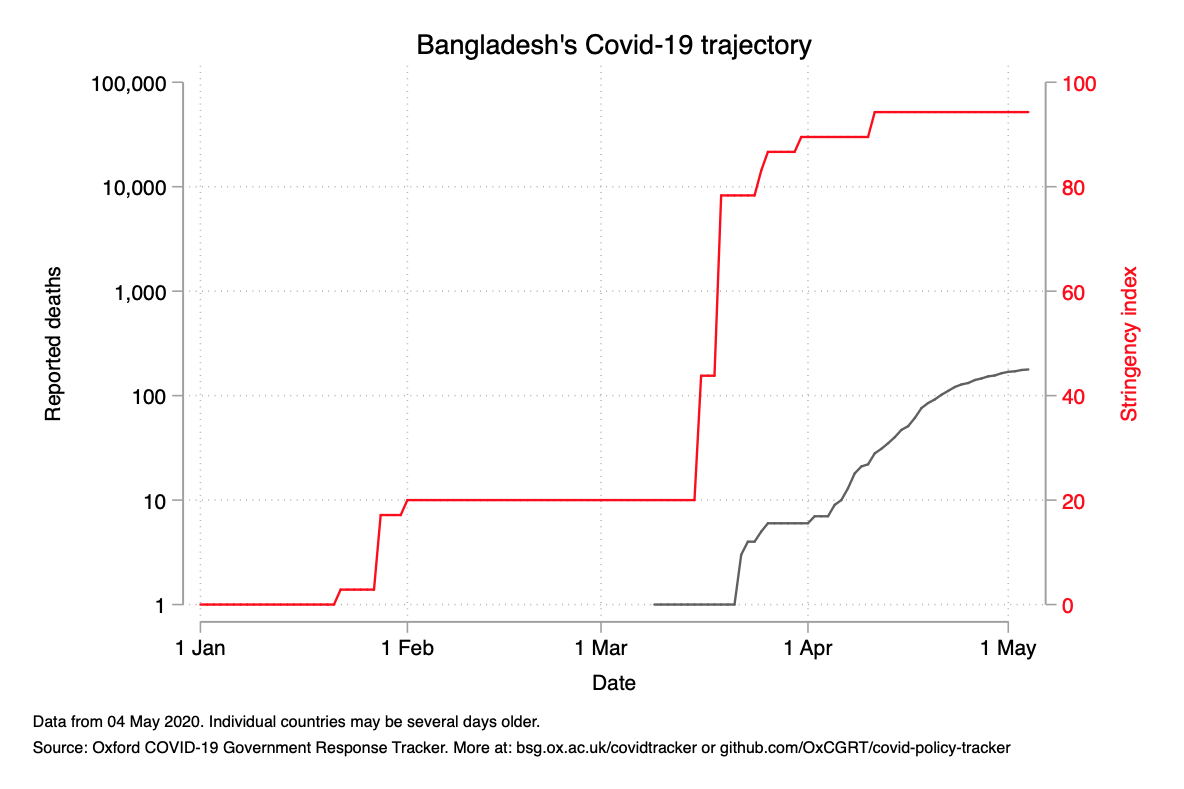 Bangladesh's Covid-19 trajectory
100,000
10,000
1,000
100
10
1
Reported deaths
100
80
60
40
20
0
Stringency index
1 Jan
1 Feb
1 Mar
1 Apr
1 May
Date
Data from 04 May 2020. Individual countries may be several days older.
Source: Oxford COVID-19 Government Response Tracker. More at: bsg.ox.ac.uk/covidtracker or github.com/OxCGRT/covid-policy-tracker